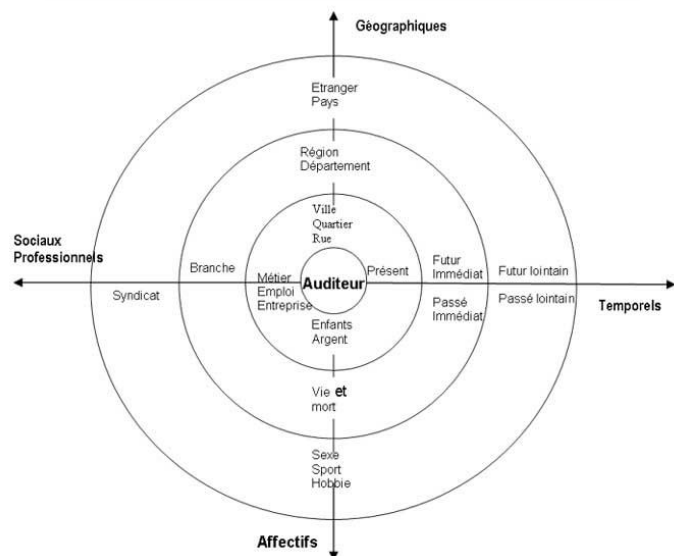 Géographiques
Etranger
Pays
Région
Département
Ville
Quartier
Rue
Sociaux
Professionnels
Branche
Syndicat
Métier
Emploi
Entreprise
Auditeur
Présent
Futur
Immédiat
Passé
Immédiat
Futur lointain
Passé lointain
Temporels
Enfants
Argent
Vie et
mort
Sexe
Sport
Hobbie
Affectifs